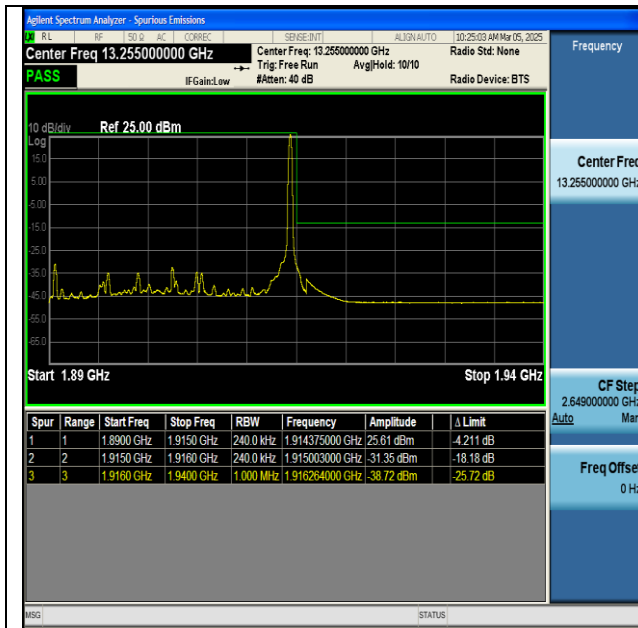 Agilent Spectrum Analyzer - Spurious Emissions
RL RF 50 Ω AC CORREC SENSE:INT ALIGN AUTO 10:25:03 AM Mar 05, 2025
Center Freq 13.255000000 GHz
Center Freq: 13.255000000 GHz
Radio Std: None
Trig: Free Run Avg|Hold: 10/10
PASS
IFGain:Low
#Atten: 40 dB
Radio Device: BTS
Frequency
10 dB/div Ref 25.00 dBm
Log
15.0
5.00
-5.00
-15.0
-25.0
-35.0
-45.0
-55.0
-65.0
Start 1.89 GHz Stop 1.94 GHz
Center Freq
13.255000000 GHz
CF Step
2.649000000 GHz
Auto Man
Freq Offset
0 Hz
Spur Range Start Freq Stop Freq RBW Frequency Amplitude Δ Limit
1 1 1.8900 GHz 1.9150 GHz 240.0 kHz 1.914375000 GHz 25.61 dBm -4.211 dB
2 2 1.9150 GHz 1.9160 GHz 240.0 kHz 1.915003000 GHz -31.35 dBm -18.18 dB
3 3 1.9160 GHz 1.9400 GHz 1.000 MHz 1.916264000 GHz -38.72 dBm -25.72 dB
MSG STATUS